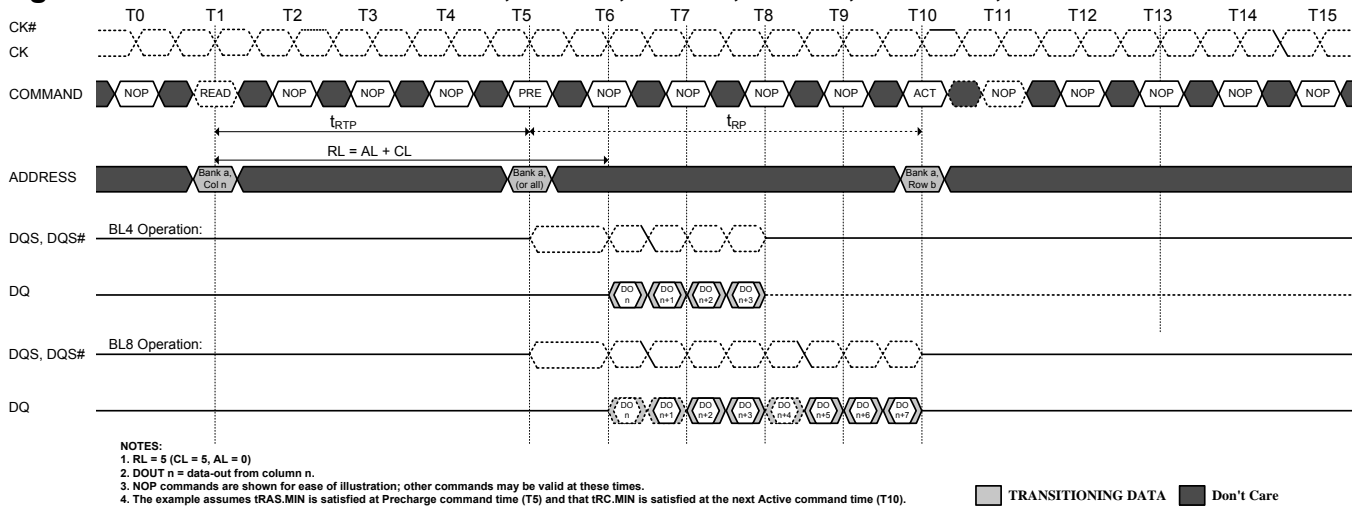 T0 T1 T2 T3 T4 T5 T6 T7 T8 T9 T10 T11 T12 T13 T14 T15
CK#
CK
COMMAND NOP READ NOP NOP NOP PRE NOP NOP NOP NOP ACT NOP NOP NOP NOP NOP
tRTP tRP
RL = AL + CL
ADDRESS
Bank a, Bank a, Bank a,
Col n (or all) Row b
BL4 Operation:
DQS, DQS#
DQ
DO DO DO DO
n n+1 n+2 n+3
BL8 Operation:
DQS, DQS#
DQ
DO DO DO DO DO DO DO DO
n n+1 n+2 n+3 n+4 n+5 n+6 n+7
NOTES:
1. RL = 5 (CL = 5, AL = 0)
2. DOUT n = data-out from column n.
3. NOP commands are shown for ease of illustration; other commands may be valid at these times.
4. The example assumes tRAS.MIN is satisfied at Precharge command time (T5) and that tRC.MIN is satisfied at the next Active command time (T10).
TRANSITIONING DATA Don't Care